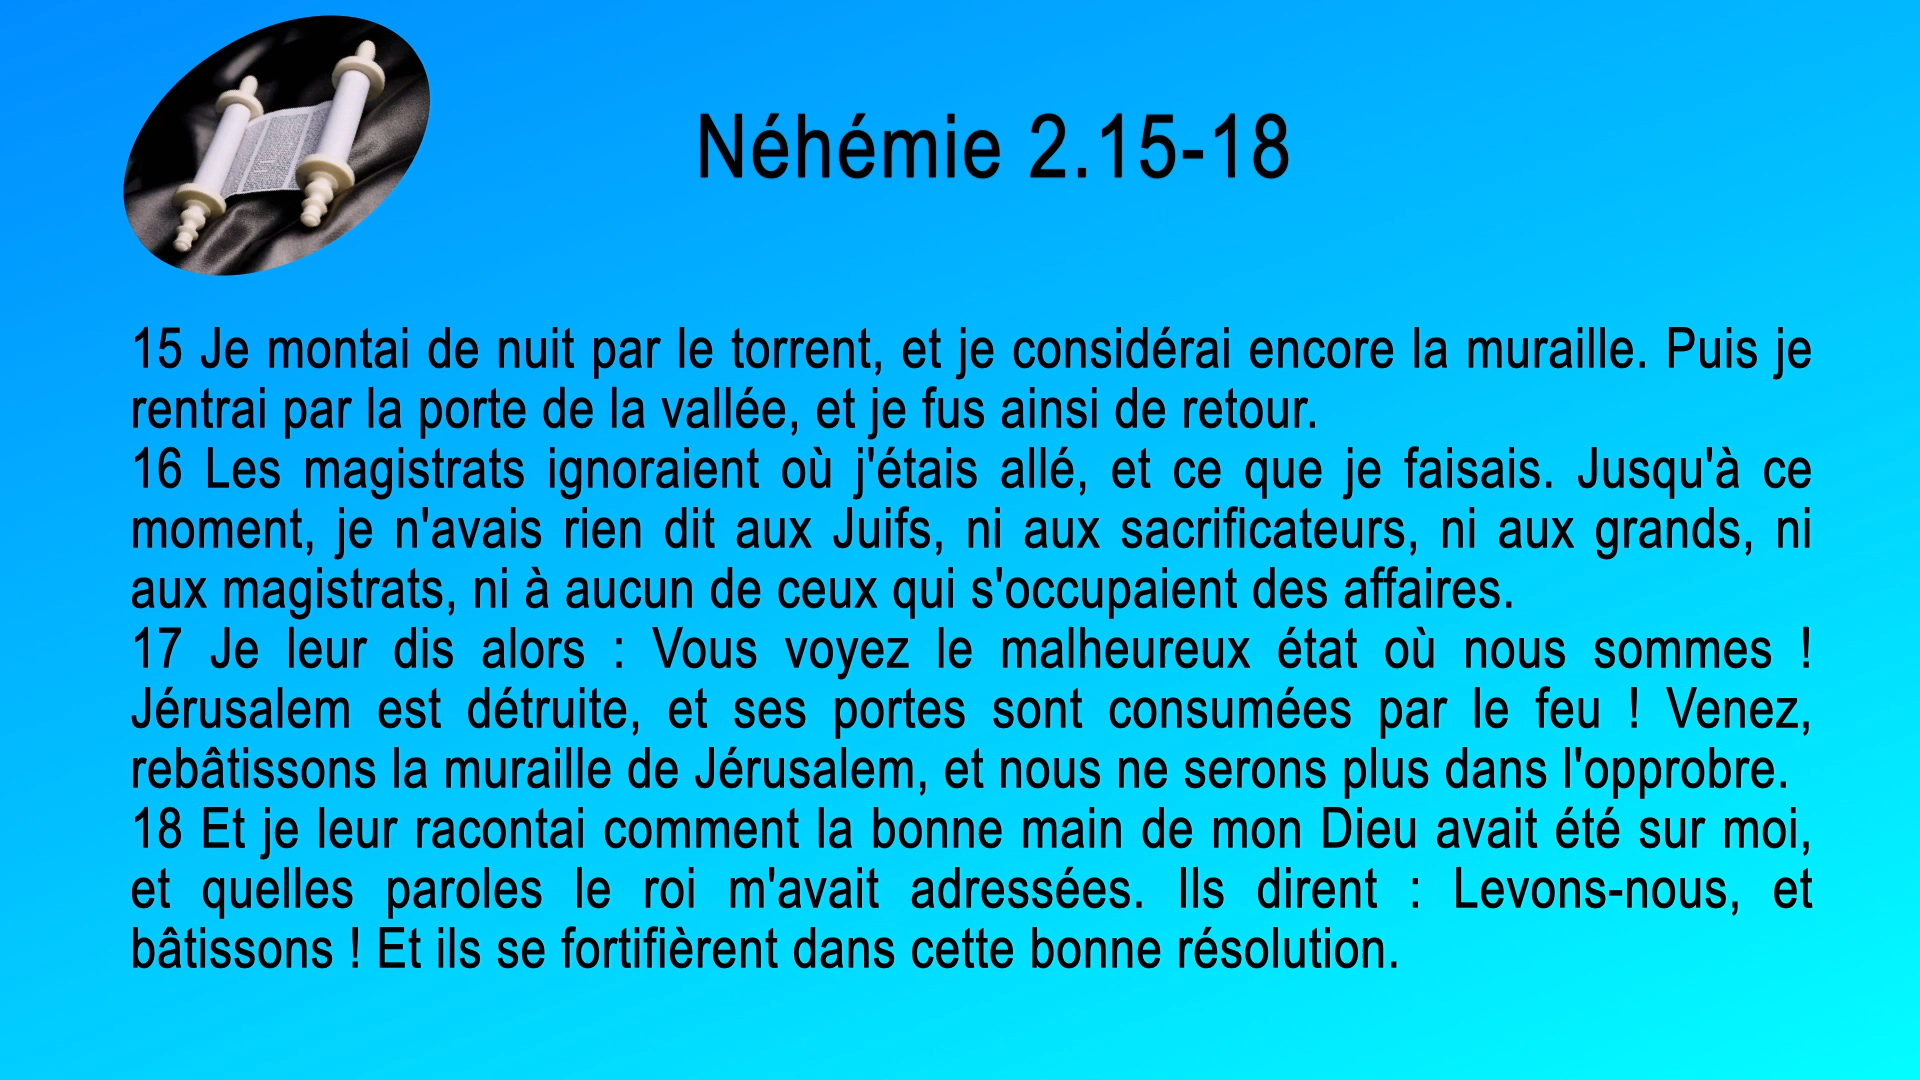 Néhémie 2.15-18
15 Je montai de nuit par le torrent, et je considérai encore la muraille. Puis je
rentrai par la porte de la vallée, et je fus ainsi de retour.
16 Les magistrats ignoraient où j'étais allé, et ce que je faisais. Jusqu'à ce
moment, je n'avais rien dit aux Juifs, ni aux sacrificateurs, ni aux grands, ni
aux magistrats, ni à aucun de ceux qui s'occupaient des affaires.
17 Je leur dis alors : Vous voyez le malheureux état où nous sommes !
Jérusalem est détruite, et ses portes sont consumées par le feu ! Venez,
rebâtissons la muraille de Jérusalem, et nous ne serons plus dans l'opprobre.
18 Et je leur racontai comment la bonne main de mon Dieu avait été sur moi,
et quelles paroles le roi m'avait adressées. Ils dirent : Levons-nous, et
bâtissons ! Et ils se fortifièrent dans cette bonne résolution.